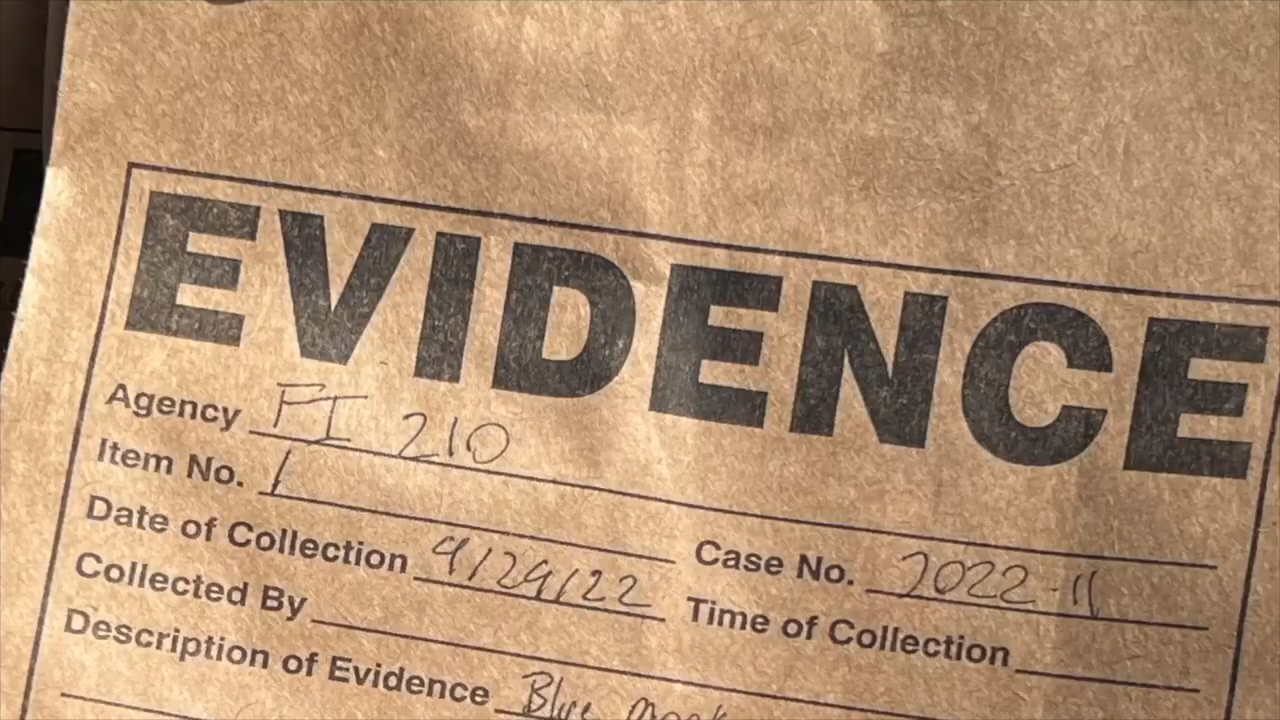 EVIDENCE
Agency FI 210
Item No. 1
Case No. 2022-11
Date of Collection 9/29/22
Time of Collection
Collected By
Description of Evidence Blue